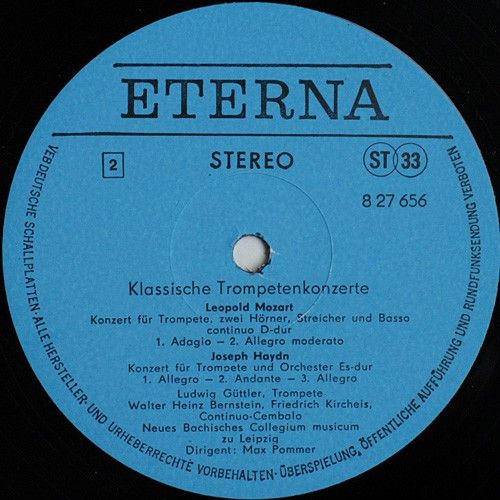 ETERNA
2
STEREO
ST 33
8 27 656
Klassische Trompetenkonzerte
Leopold Mozart
Konzert für Trompete, zwei Hörner, Streicher und Basso
continuo D-dur
1. Adagio – 2. Allegro moderato
Joseph Haydn
Konzert für Trompete und Orchester Es-dur
1. Allegro – 2. Andante – 3. Allegro
Ludwig Güttler, Trompete
Walter Heinz Bernstein, Friedrich Kircheis,
Continuo-Cembalo
Neues Bachisches Collegium musicum
zu Leipzig
Dirigent: Max Pommer
VEB DEUTSCHE SCHALLPLATTEN · ALLE HERSTELLER- UND URHEBERRECHTE VORBEHALTEN · ÜBERSPIELUNG, ÖFFENTLICHE AUFFÜHRUNG UND RUNDFUNKSENDUNG VERBOTEN